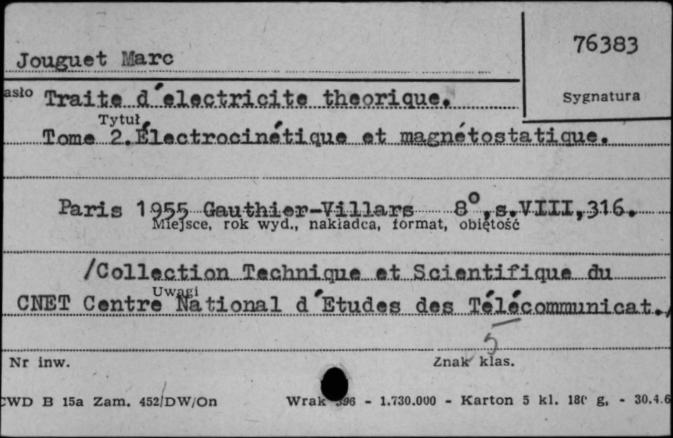 Jouguet Marc
76383
Sygnatura
asło Traite d'electricite theorique.
Tytuł
Tome 2.Électrocinétique et magnétostatique.
Paris 1955 Gauthier-Villars 8°,s.VIII,316.
Miejsce, rok wyd., nakładca, format, objętość
/Collection Technique et Scientifique du
Uwagi
CNET Centre National d'Etudes des Télécommunicat./
5
Nr inw.
Znak klas.
CWD B 15a Zam. 452/DW/On Wrak 396 - 1.730.000 - Karton 5 kl. 180 g. - 30.4.6